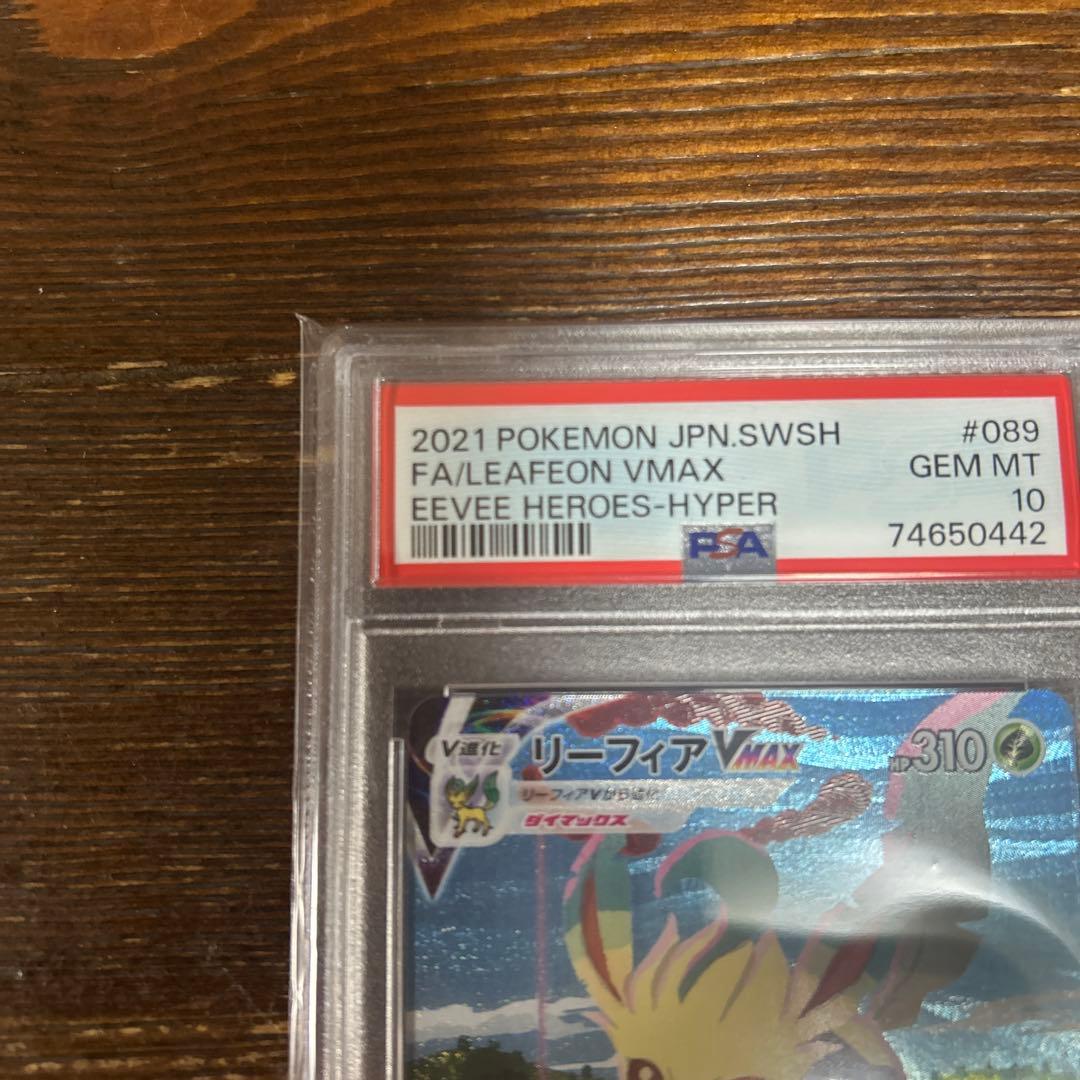 2021 POKEMON JPN.SWSH #089
FA/LEAFEON VMAX GEM MT
EEVEE HEROES-HYPER 10
PSA 74650442
V進化 リーフィアVMAX HP310
リーフィアVから進化
ダイマックス